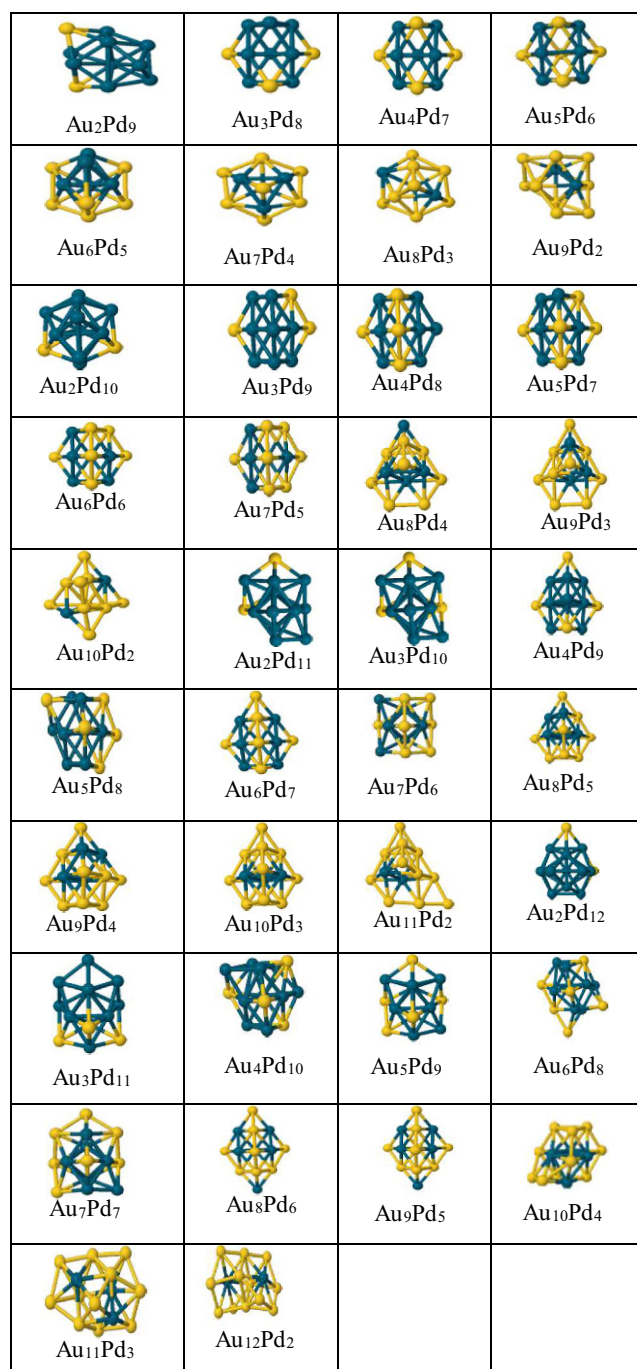 Au₂Pd₉ Au₃Pd₈ Au₄Pd₇ Au₅Pd₆
Au₆Pd₅ Au₇Pd₄ Au₈Pd₃ Au₉Pd₂
Au₂Pd₁₀ Au₃Pd₉ Au₄Pd₈ Au₅Pd₇
Au₆Pd₆ Au₇Pd₅ Au₈Pd₄ Au₉Pd₃
Au₁₀Pd₂ Au₂Pd₁₁ Au₃Pd₁₀ Au₄Pd₉
Au₅Pd₈ Au₆Pd₇ Au₇Pd₆ Au₈Pd₅
Au₉Pd₄ Au₁₀Pd₃ Au₁₁Pd₂ Au₂Pd₁₂
Au₃Pd₁₁ Au₄Pd₁₀ Au₅Pd₉ Au₆Pd₈
Au₇Pd₇ Au₈Pd₆ Au₉Pd₅ Au₁₀Pd₄
Au₁₁Pd₃ Au₁₂Pd₂